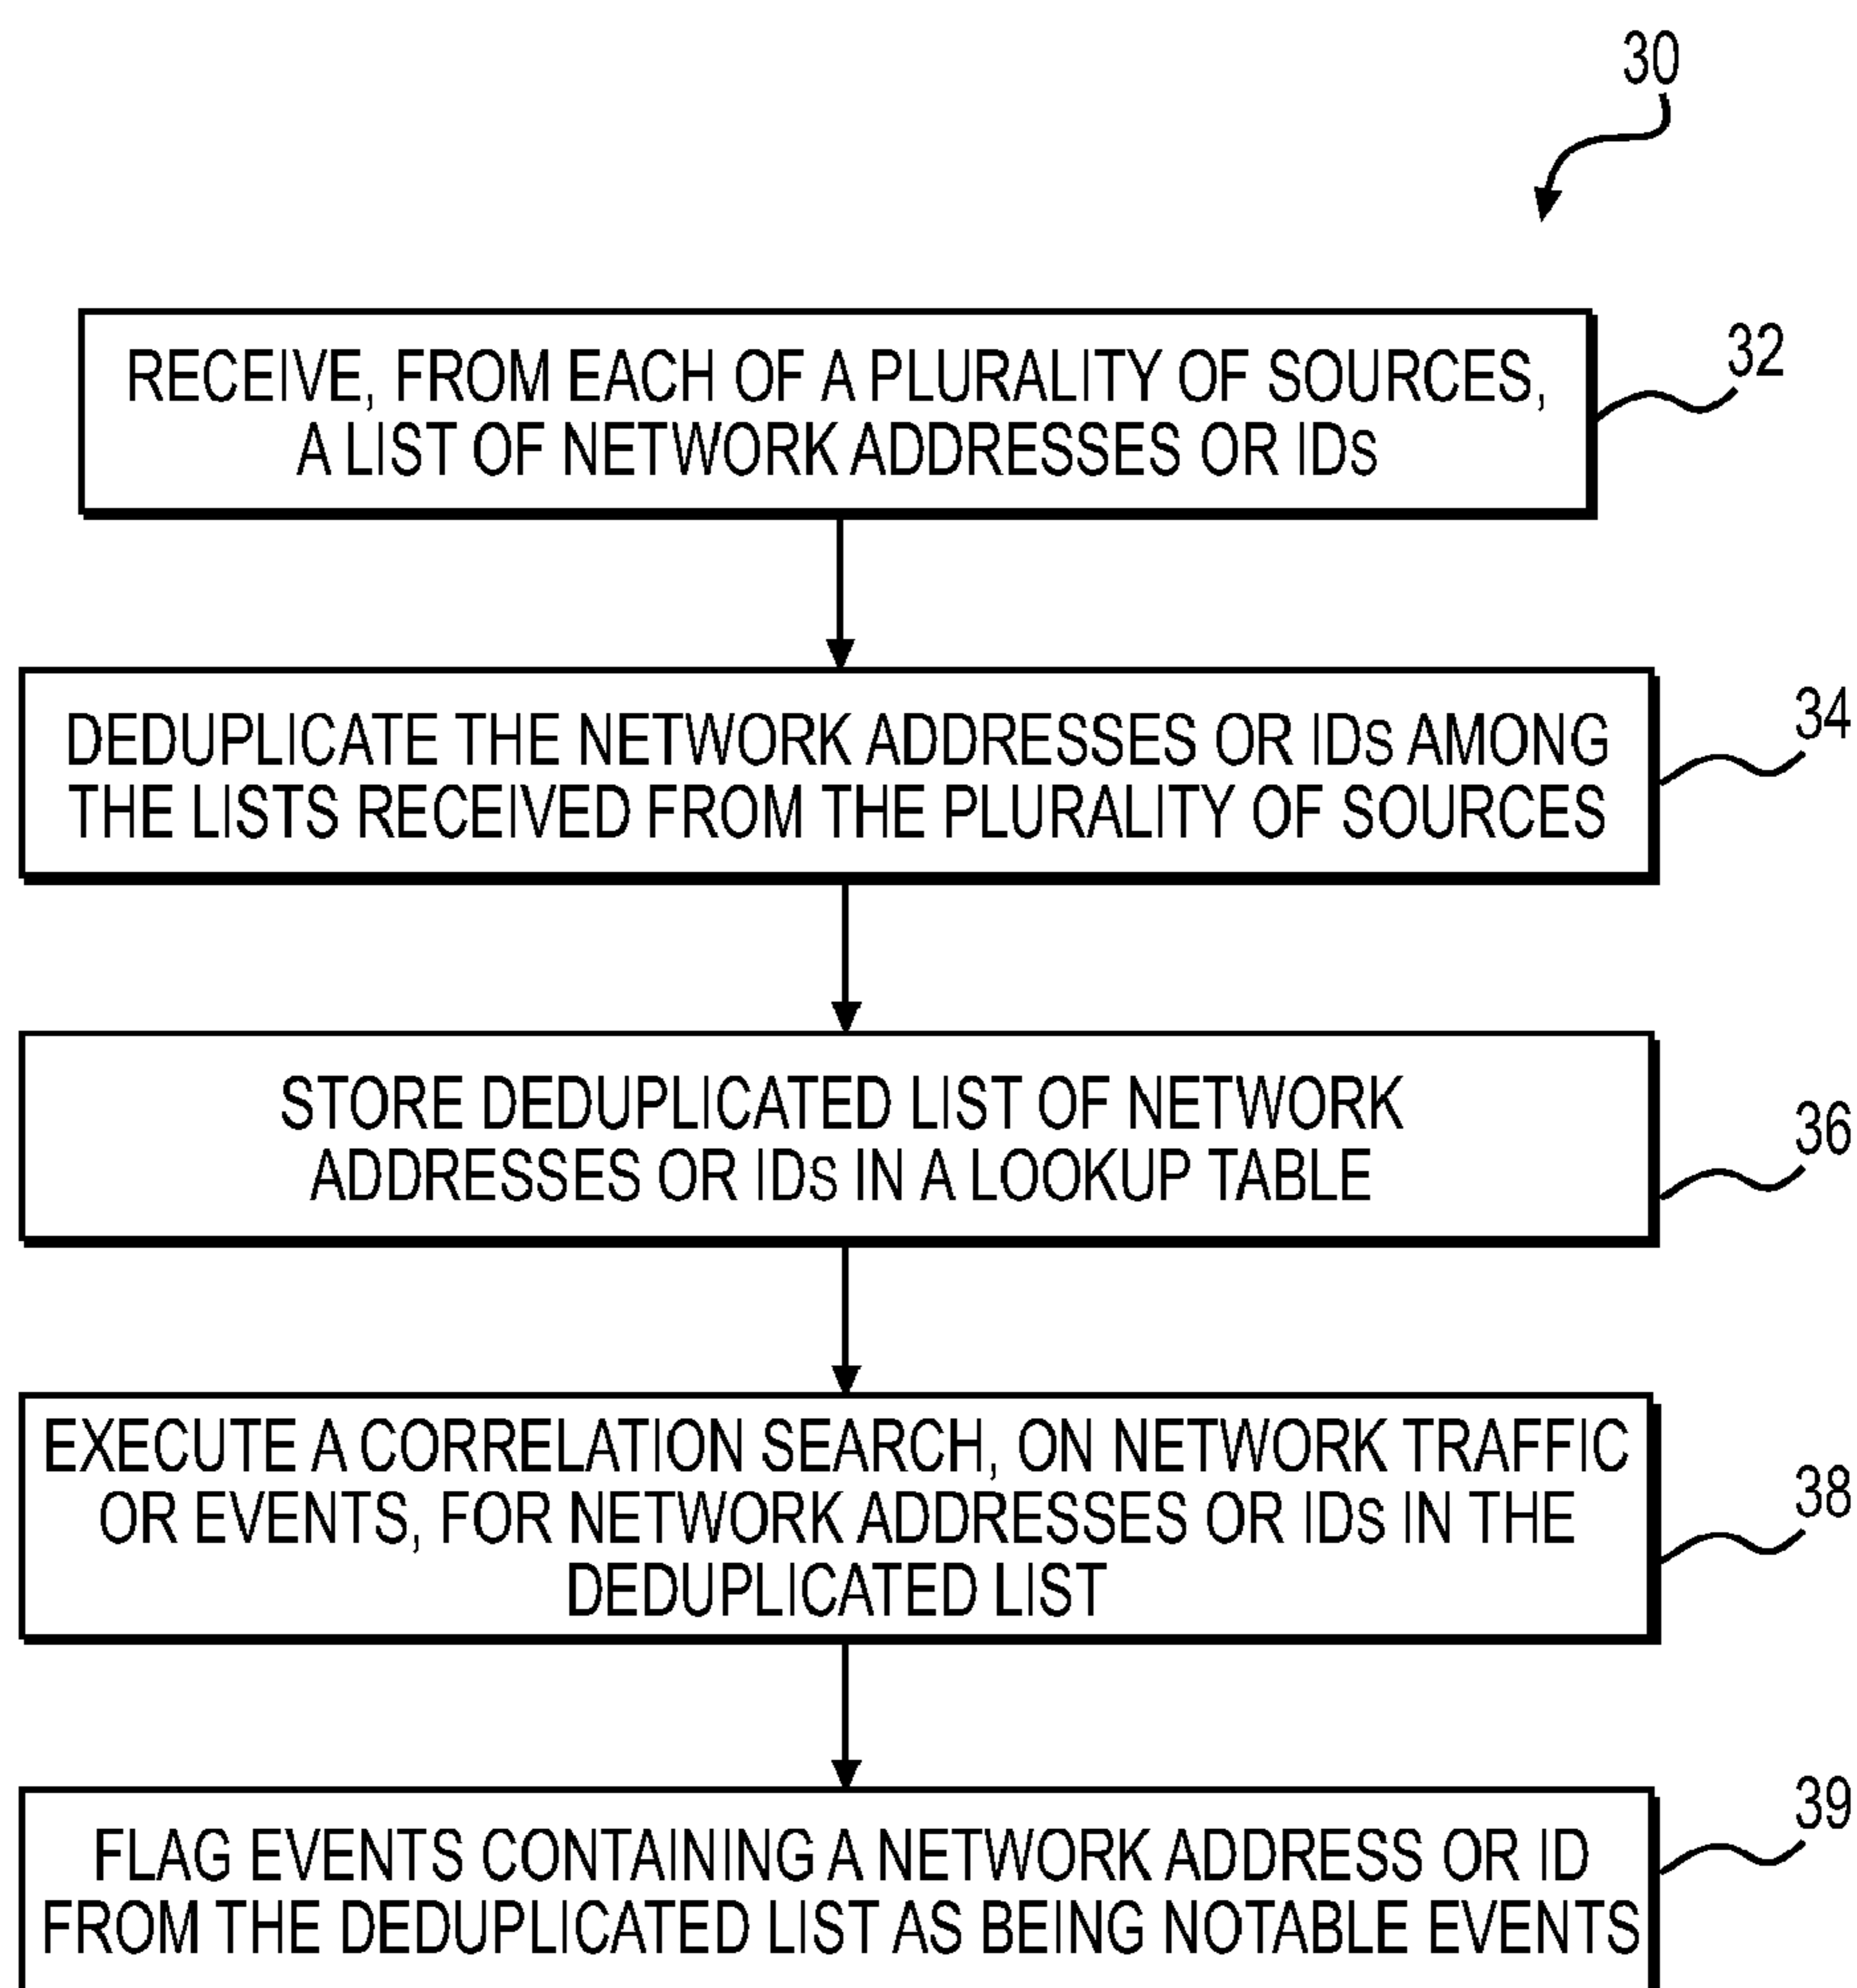 30
RECEIVE, FROM EACH OF A PLURALITY OF SOURCES,
A LIST OF NETWORK ADDRESSES OR IDs
32
DEDUPLICATE THE NETWORK ADDRESSES OR IDs AMONG
THE LISTS RECEIVED FROM THE PLURALITY OF SOURCES
34
STORE DEDUPLICATED LIST OF NETWORK
ADDRESSES OR IDs IN A LOOKUP TABLE
36
EXECUTE A CORRELATION SEARCH, ON NETWORK TRAFFIC
OR EVENTS, FOR NETWORK ADDRESSES OR IDs IN THE
DEDUPLICATED LIST
38
FLAG EVENTS CONTAINING A NETWORK ADDRESS OR ID
FROM THE DEDUPLICATED LIST AS BEING NOTABLE EVENTS
39